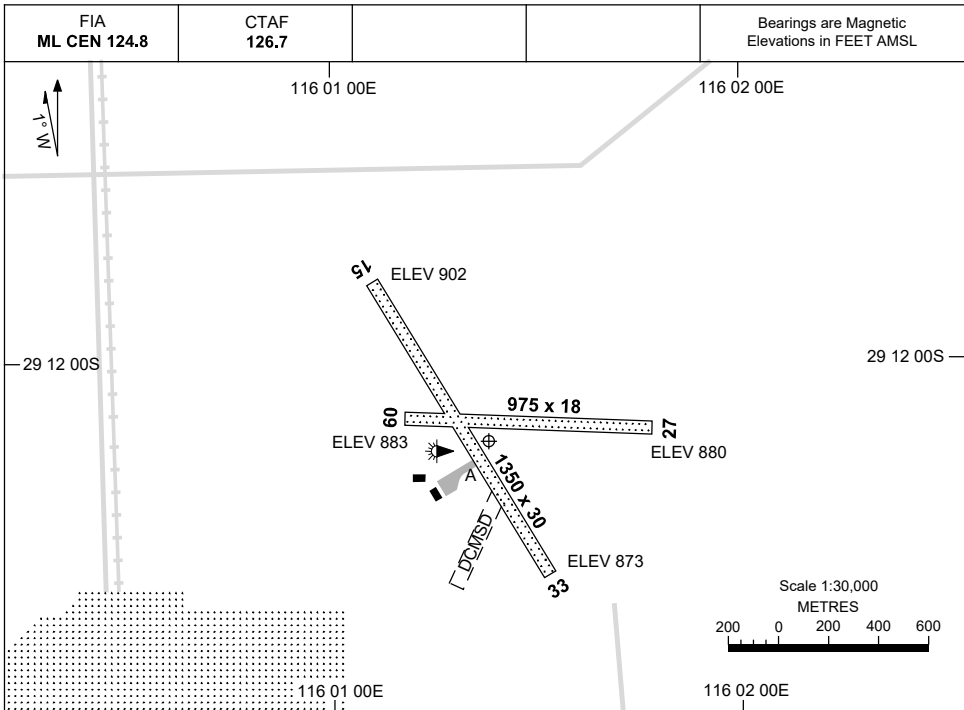 FIA
ML CEN 124.8
CTAF
126.7
Bearings are Magnetic
Elevations in FEET AMSL
116 01 00E
116 02 00E
1° W
15
ELEV 902
29 12 00S
29 12 00S
09
975 x 18
27
ELEV 883
ELEV 880
A
1350 x 30
DCMSD
ELEV 873
33
Scale 1:30,000
METRES
200 0 200 400 600
116 01 00E
116 02 00E